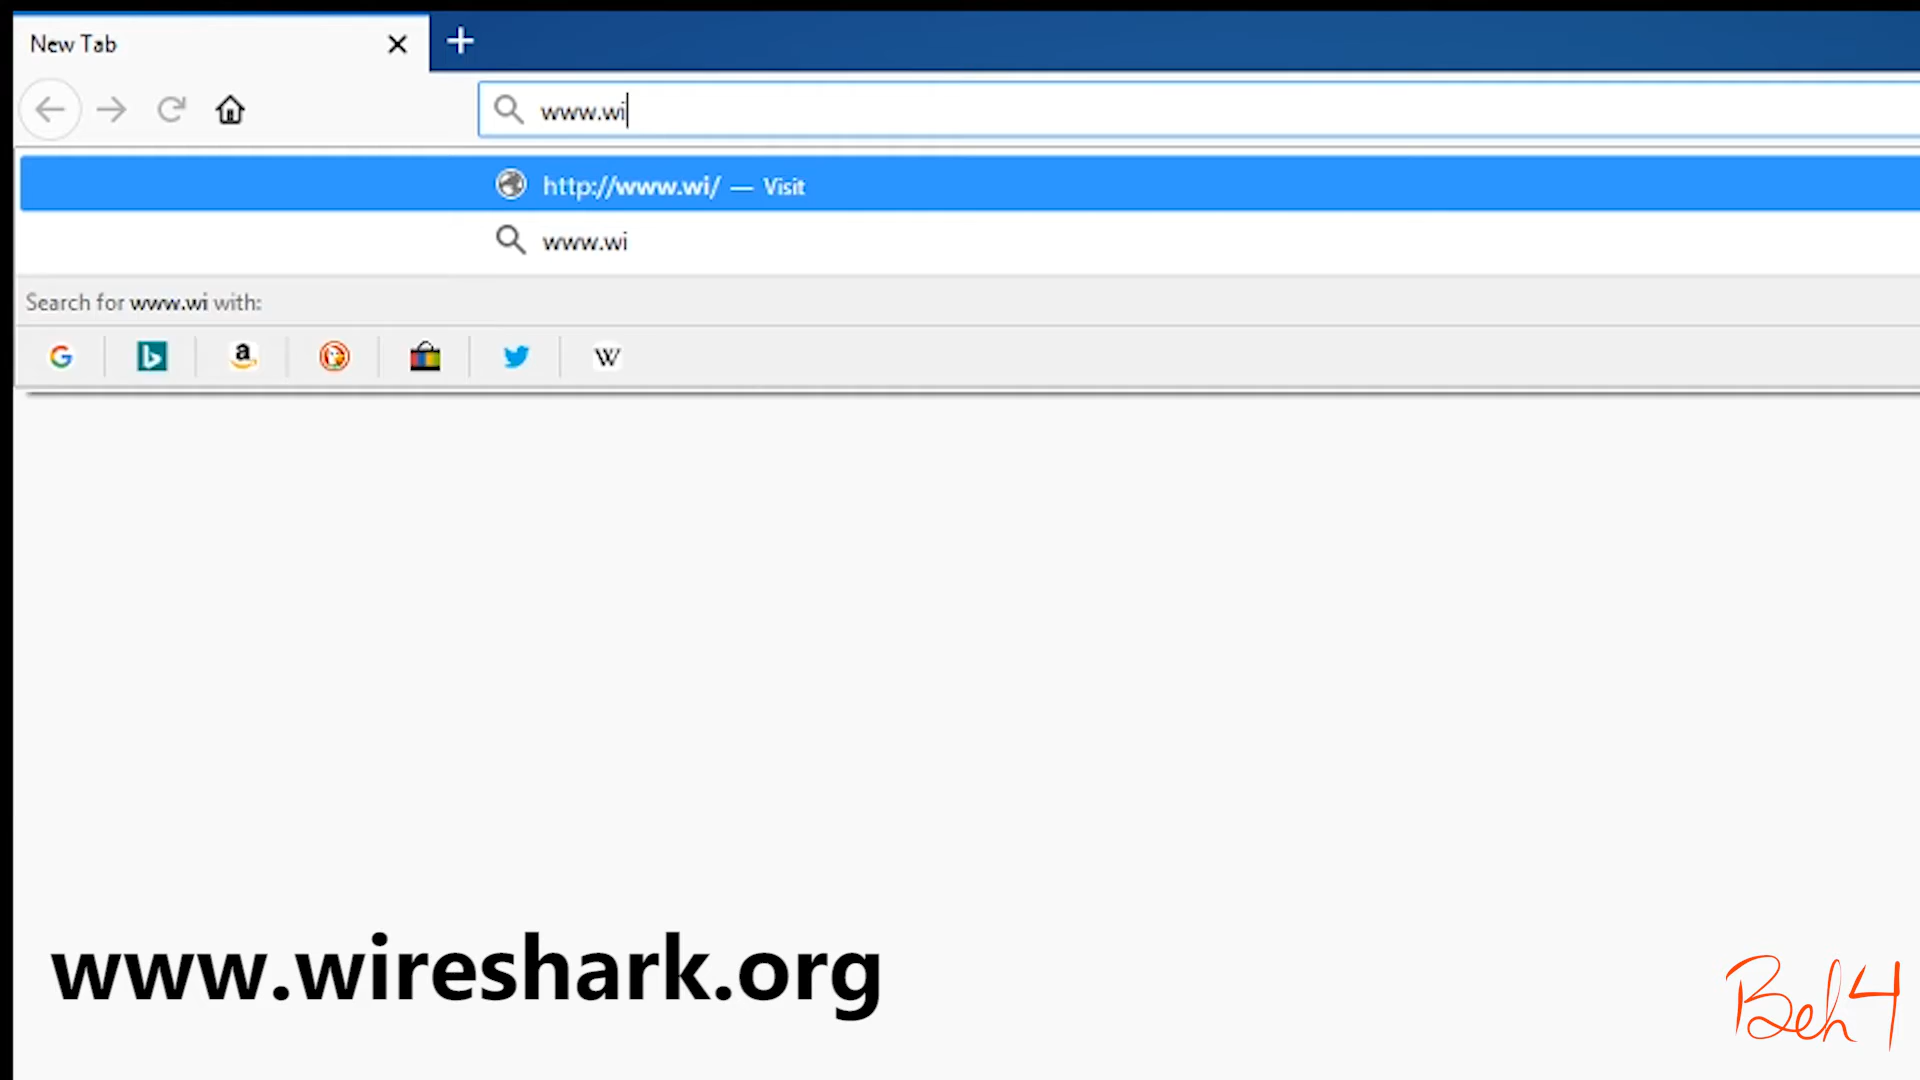 New Tab
www.wi
http://www.wi/ — Visit
www.wi
Search for www.wi with:
www.wireshark.org
Beh4